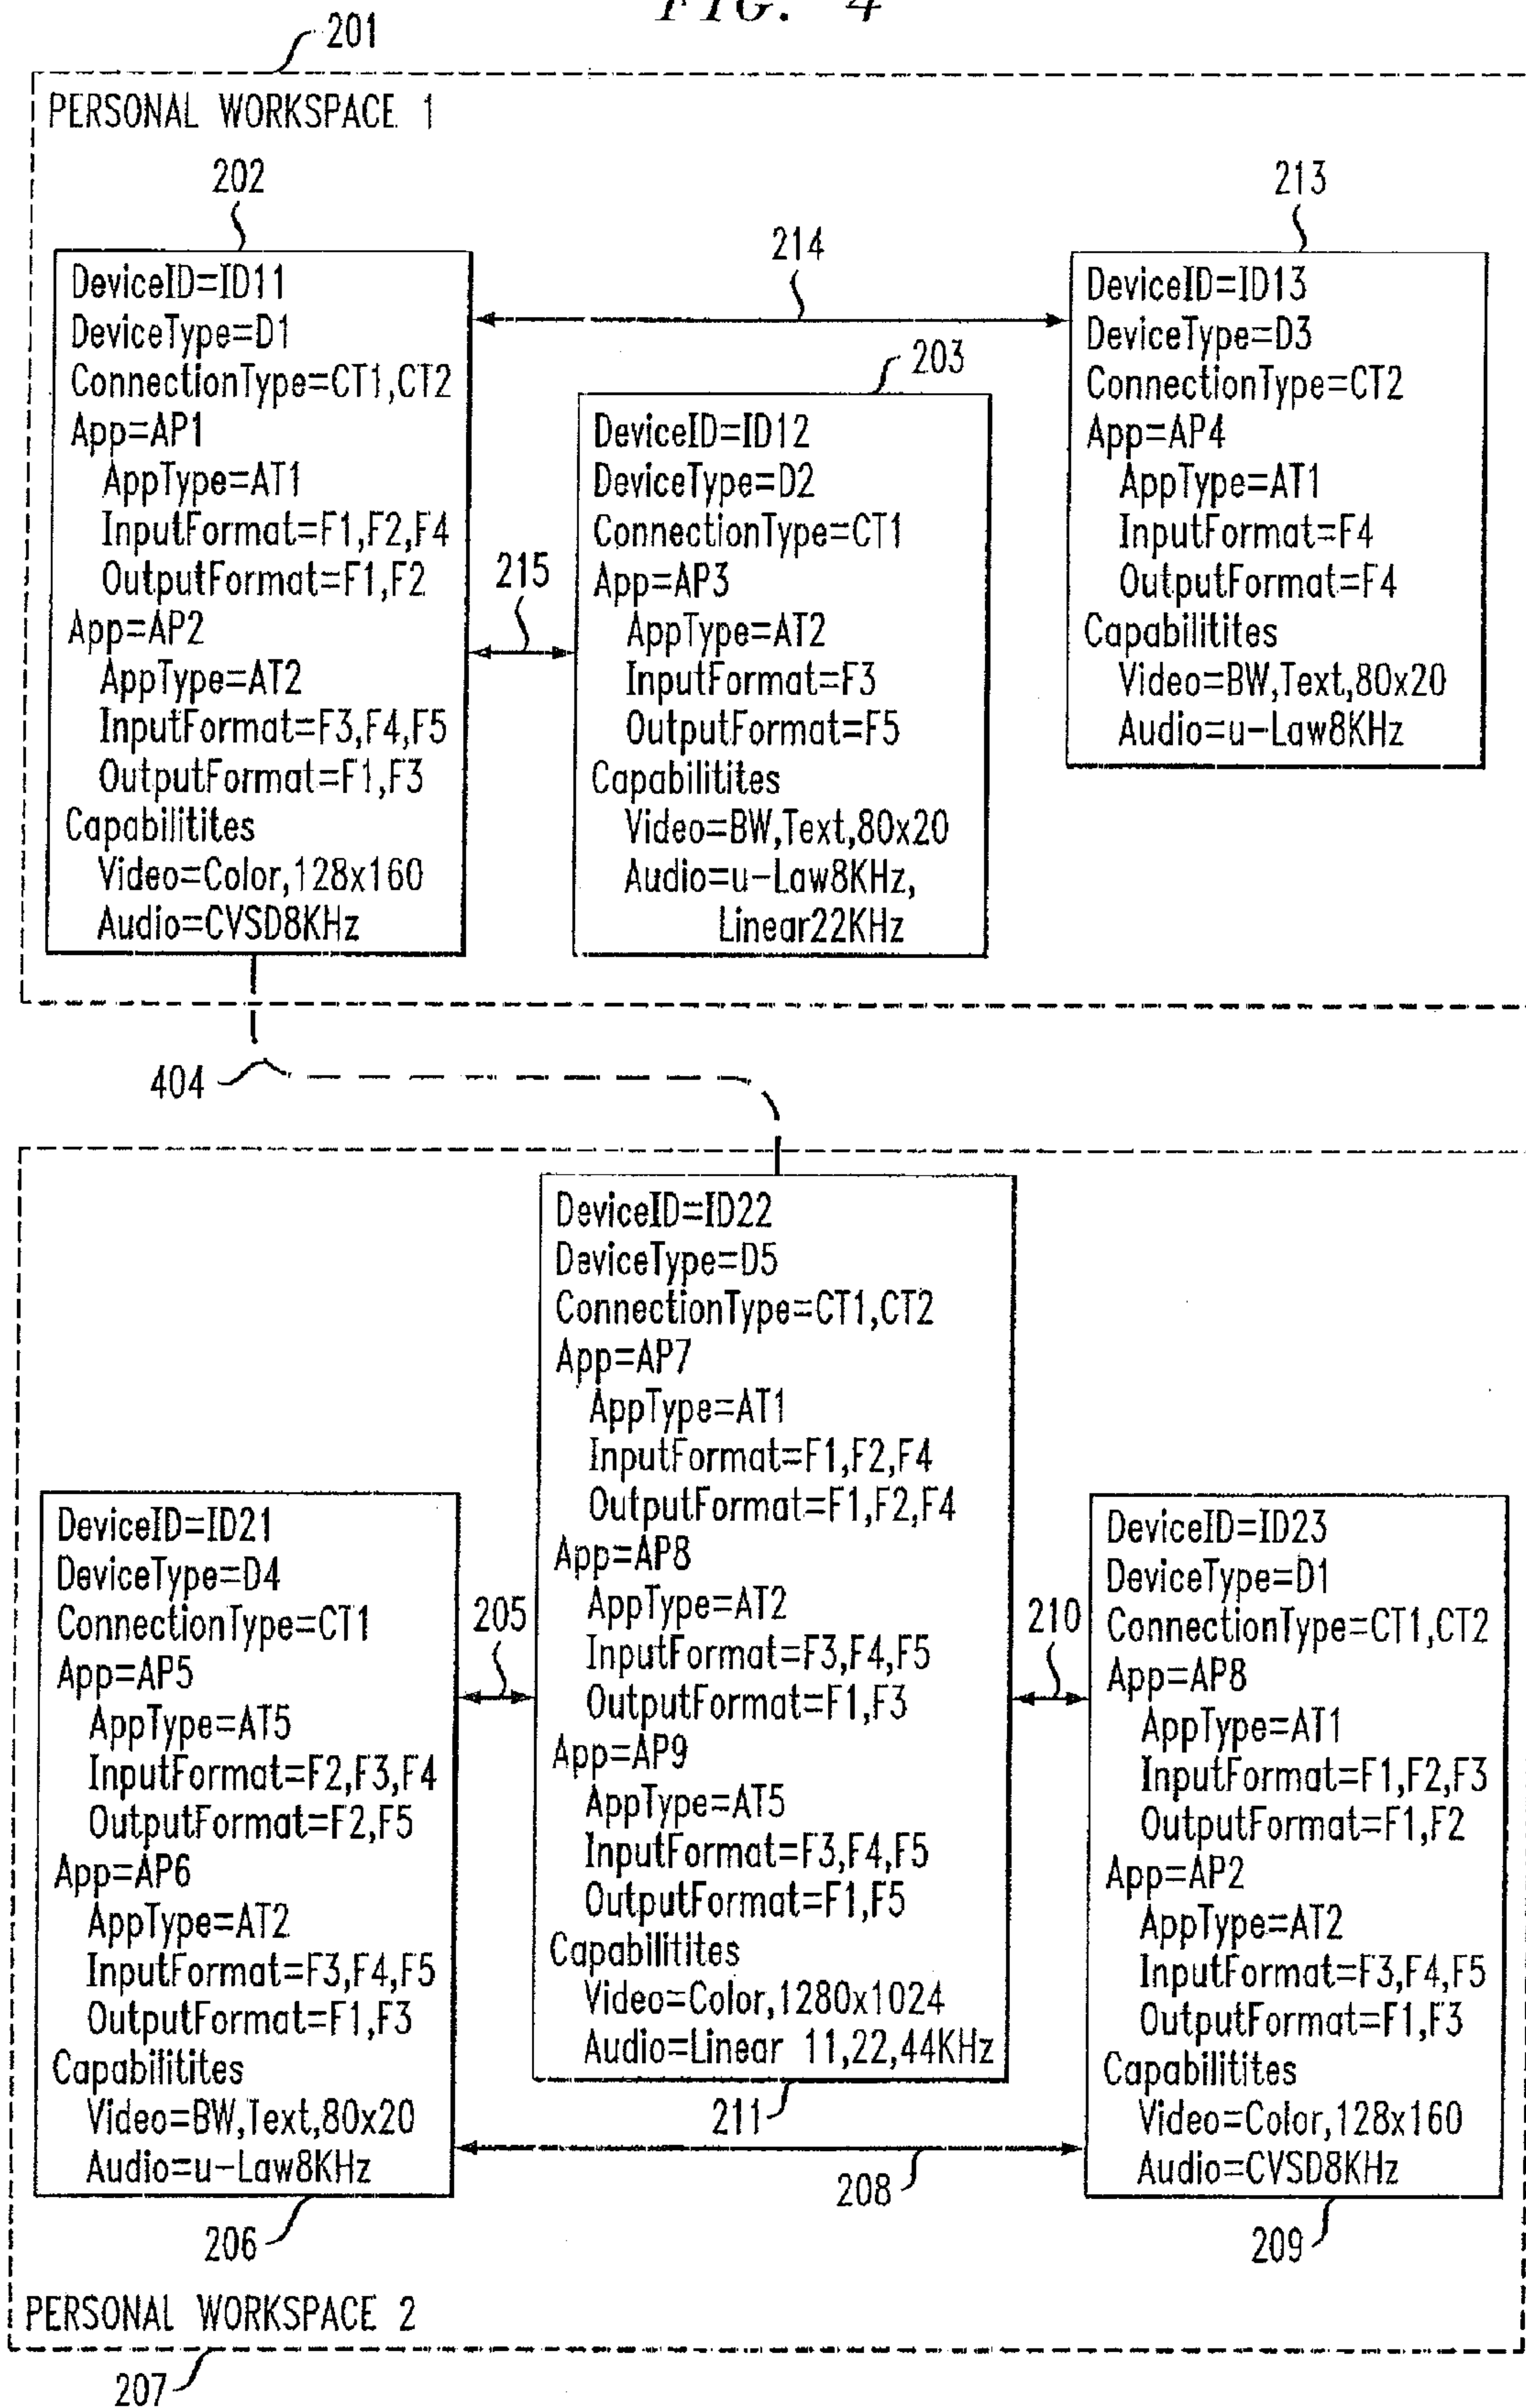 FIG. 4
201
PERSONAL WORKSPACE 1
202
DeviceID=ID11
DeviceType=D1
ConnectionType=CT1,CT2
App=AP1
AppType=AT1
InputFormat=F1,F2,F4
OutputFormat=F1,F2
App=AP2
AppType=AT2
InputFormat=F3,F4,F5
OutputFormat=F1,F3
Capabilitites
Video=Color,128x160
Audio=CVSD8KHz
214
215
203
DeviceID=ID12
DeviceType=D2
ConnectionType=CT1
App=AP3
AppType=AT2
InputFormat=F3
OutputFormat=F5
Capabilitites
Video=BW,Text,80x20
Audio=u-Law8KHz,
Linear22KHz
213
DeviceID=ID13
DeviceType=D3
ConnectionType=CT2
App=AP4
AppType=AT1
InputFormat=F4
OutputFormat=F4
Capabilitites
Video=BW,Text,80x20
Audio=u-Law8KHz
404
DeviceID=ID21
DeviceType=D4
ConnectionType=CT1
App=AP5
AppType=AT5
InputFormat=F2,F3,F4
OutputFormat=F2,F5
App=AP6
AppType=AT2
InputFormat=F3,F4,F5
OutputFormat=F1,F3
Capabilitites
Video=BW,Text,80x20
Audio=u-Law8KHz
206
205
DeviceID=ID22
DeviceType=D5
ConnectionType=CT1,CT2
App=AP7
AppType=AT1
InputFormat=F1,F2,F4
OutputFormat=F1,F2,F4
App=AP8
AppType=AT2
InputFormat=F3,F4,F5
OutputFormat=F1,F3
App=AP9
AppType=AT5
InputFormat=F3,F4,F5
OutputFormat=F1,F5
Capabilitites
Video=Color,1280x1024
Audio=Linear 11,22,44KHz
211
210
208
DeviceID=ID23
DeviceType=D1
ConnectionType=CT1,CT2
App=AP8
AppType=AT1
InputFormat=F1,F2,F3
OutputFormat=F1,F2
App=AP2
AppType=AT2
InputFormat=F3,F4,F5
OutputFormat=F1,F3
Capabilitites
Video=Color,128x160
Audio=CVSD8KHz
209
PERSONAL WORKSPACE 2
207